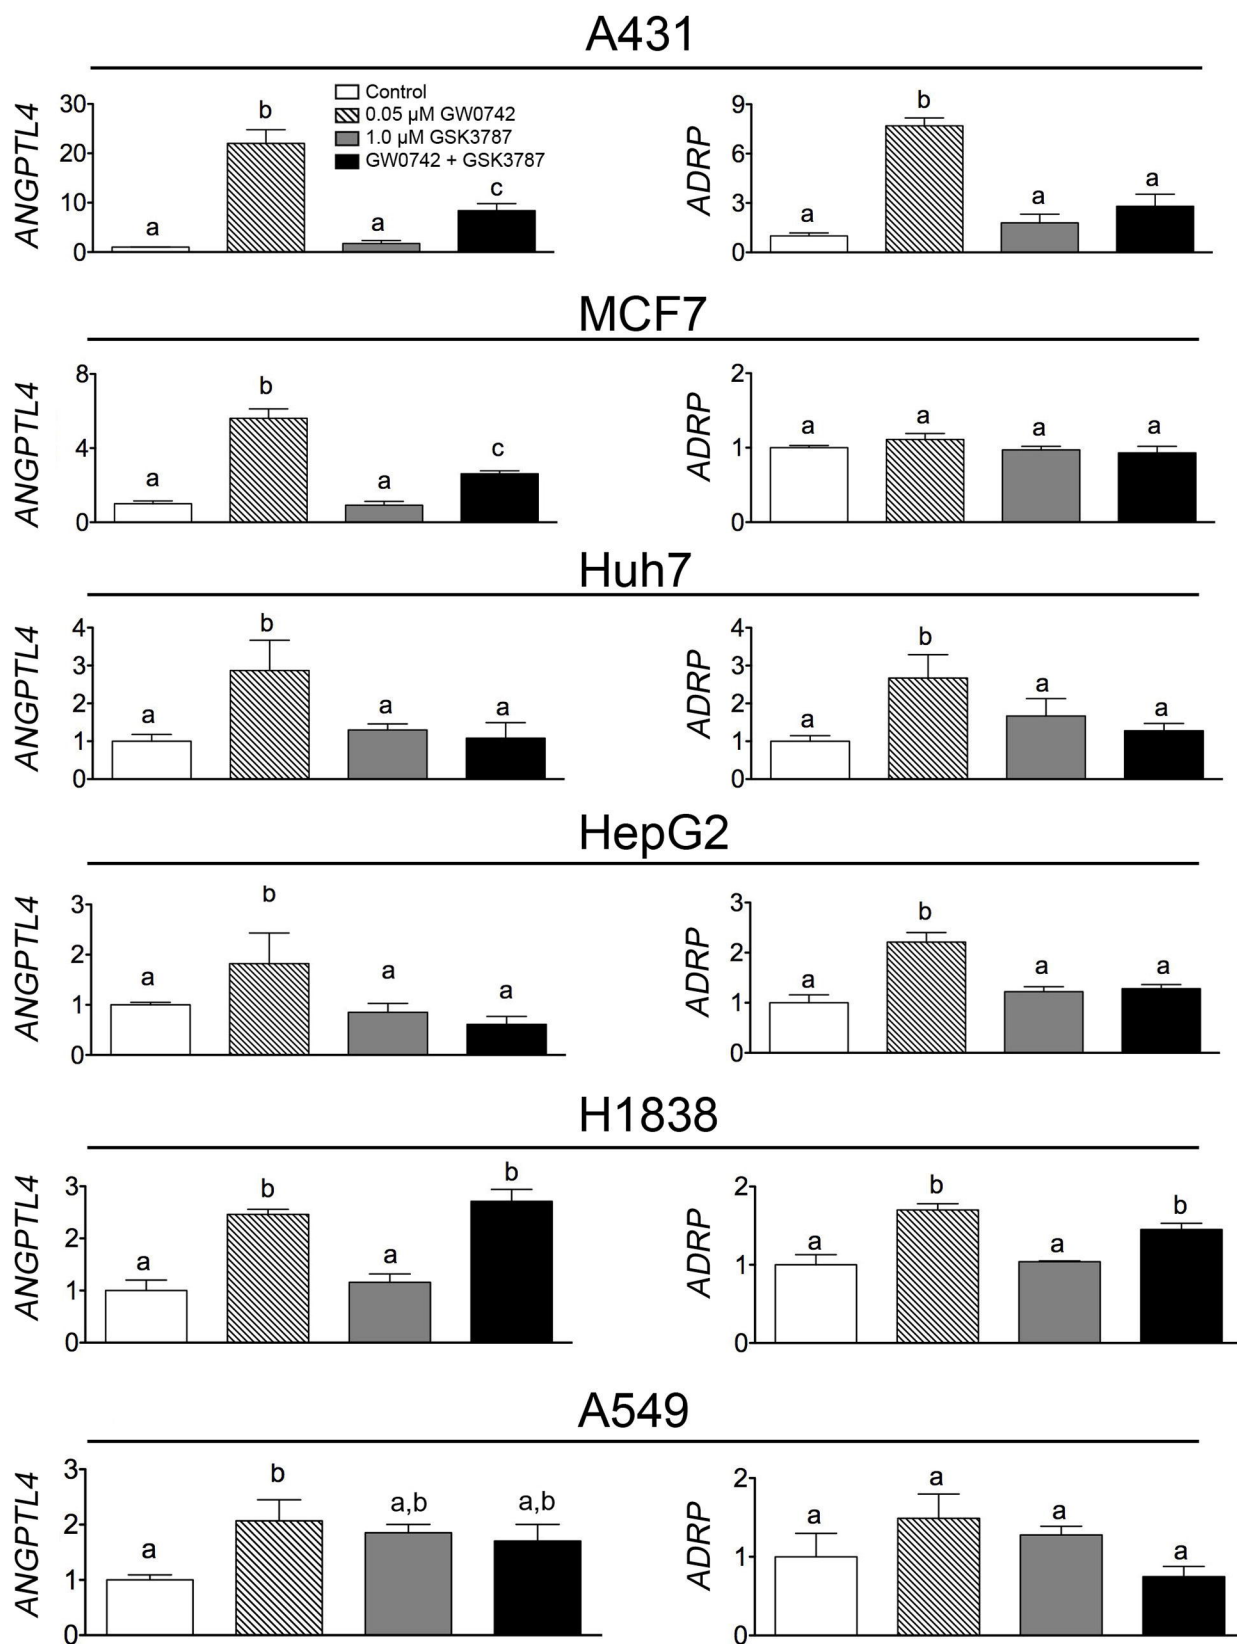 A431
ANGPTL4
30
20
10
0
a
b
a
c
Control
0.05 µM GW0742
1.0 µM GSK3787
GW0742 + GSK3787
ADRP
9
6
3
0
a
b
a
a
MCF7
ANGPTL4
8
4
0
a
b
a
c
ADRP
2
1
0
a
a
a
a
Huh7
ANGPTL4
4
3
2
1
0
a
b
a
a
ADRP
4
3
2
1
0
a
b
a
a
HepG2
ANGPTL4
3
2
1
0
a
b
a
a
ADRP
3
2
1
0
a
b
a
a
H1838
ANGPTL4
3
2
1
0
a
b
a
b
ADRP
2
1
0
a
b
a
b
A549
ANGPTL4
3
2
1
0
a
b
a,b
a,b
ADRP
2
1
0
a
a
a
a